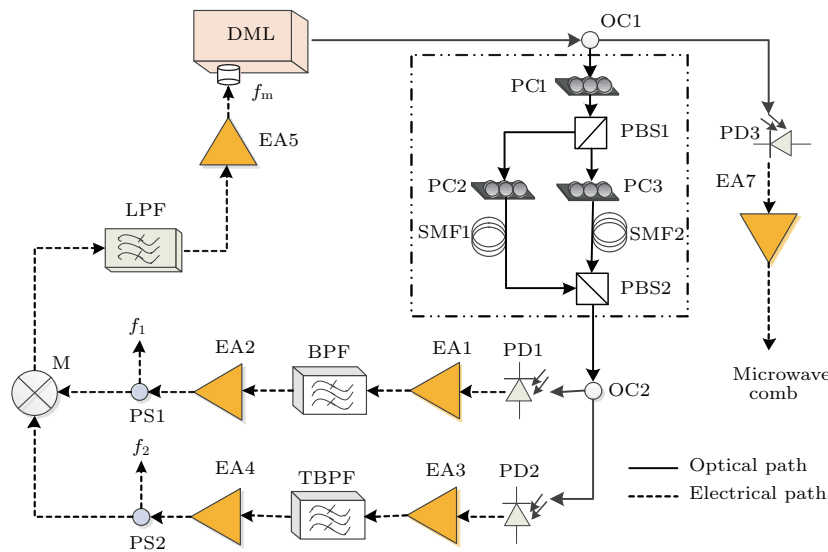 DML
OC1
f_m
PC1
EA5
PBS1
PD3
PC2
PC3
EA7
LPF
SMF1
SMF2
PBS2
f_1
EA2
BPF
EA1
PD1
M
OC2
Microwave
comb
PS1
f_2
EA4
TBPF
EA3
PD2
Optical path
Electrical path
PS2